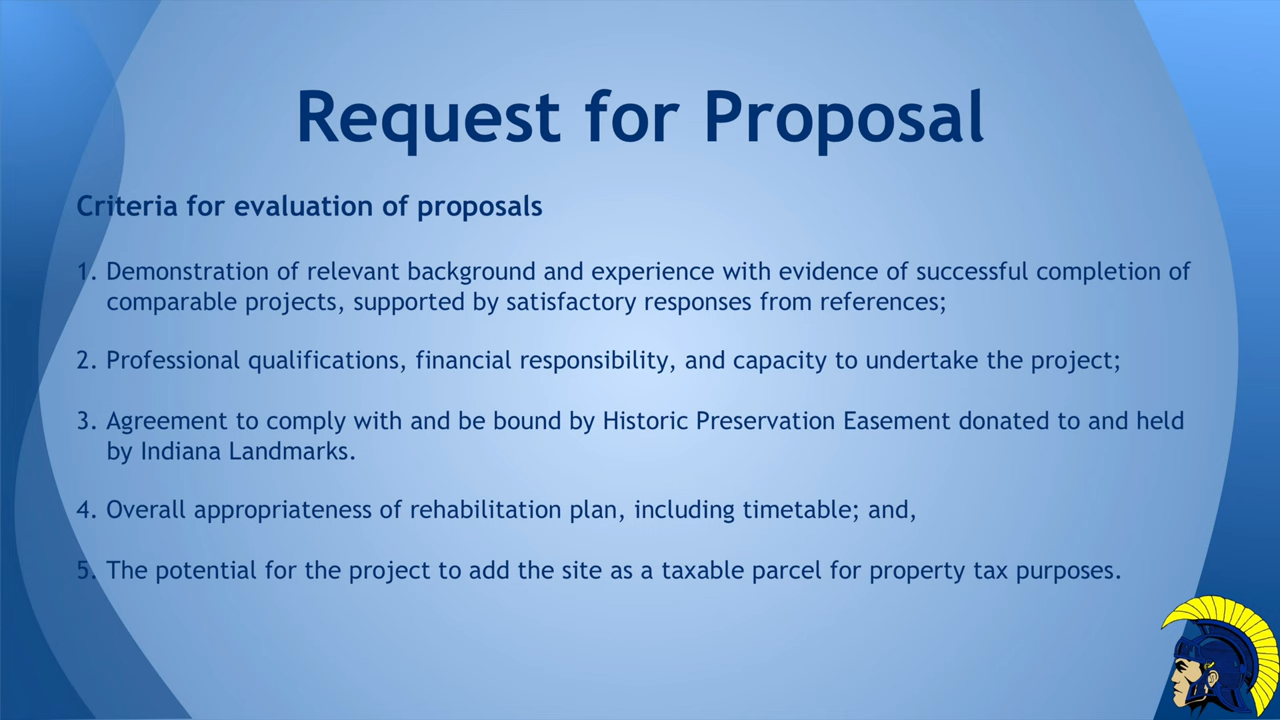 Request for Proposal
Criteria for evaluation of proposals
1. Demonstration of relevant background and experience with evidence of successful completion of
comparable projects, supported by satisfactory responses from references;
2. Professional qualifications, financial responsibility, and capacity to undertake the project;
3. Agreement to comply with and be bound by Historic Preservation Easement donated to and held
by Indiana Landmarks.
4. Overall appropriateness of rehabilitation plan, including timetable; and,
5. The potential for the project to add the site as a taxable parcel for property tax purposes.